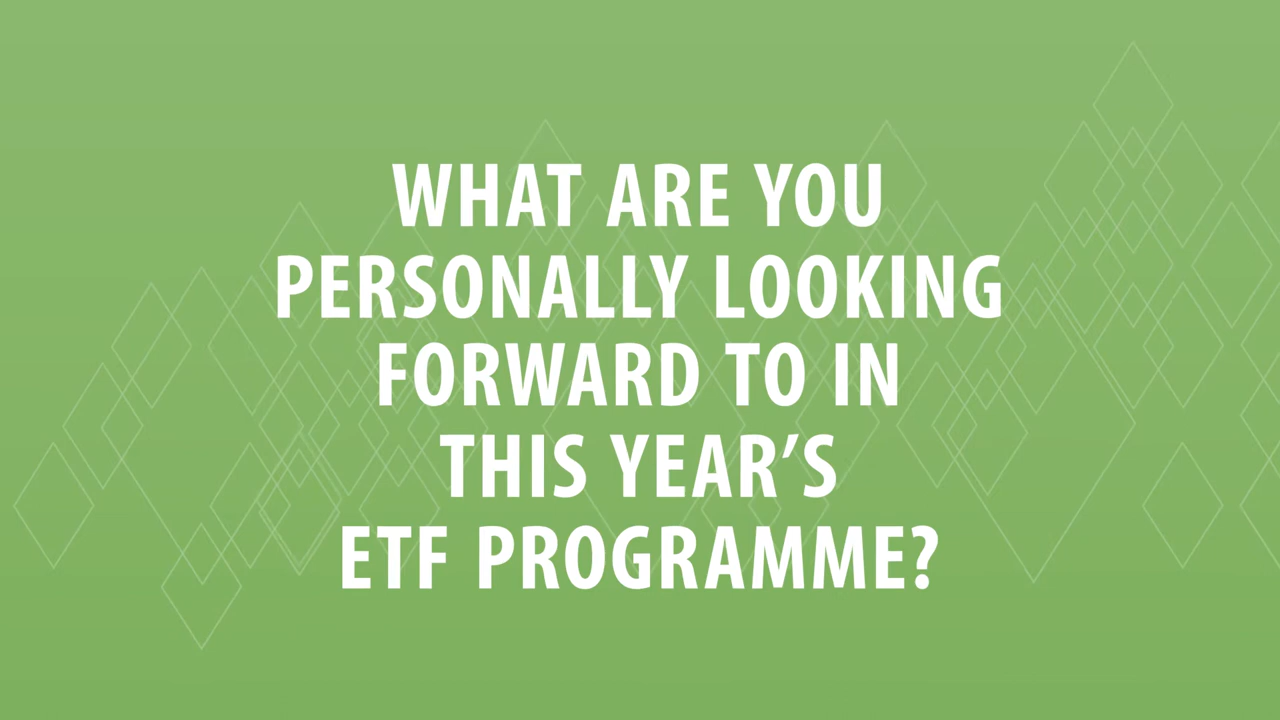 WHAT ARE YOU
PERSONALLY LOOKING
FORWARD TO IN
THIS YEAR’S
ETF PROGRAMME?